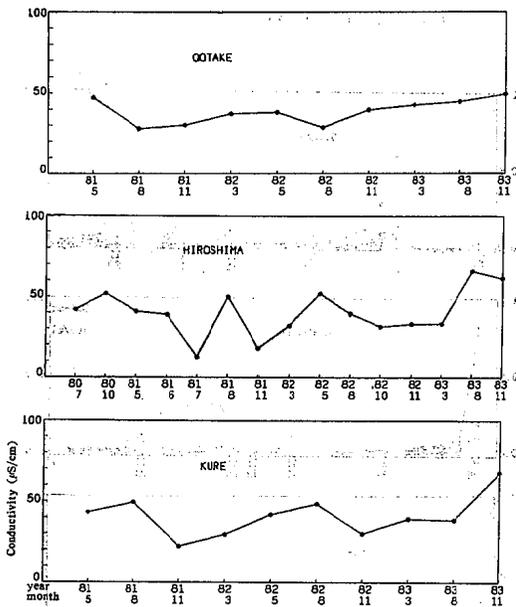 100
OOTAKE
50
0
81 81 81 82 82 82 82 83 83 83
5 8 11 3 5 8 11 3 8 11
100
HIROSHIMA
50
0
80 80 81 81 81 81 81 82 82 82 82 82 83 83 83
7 10 5 6 7 8 11 3 5 8 10 11 3 8 11
100
KURE
50
Conductivity (μS/cm)
0
year 81 81 81 82 82 82 82 83 83 83
month 5 8 11 3 5 8 11 3 8 11